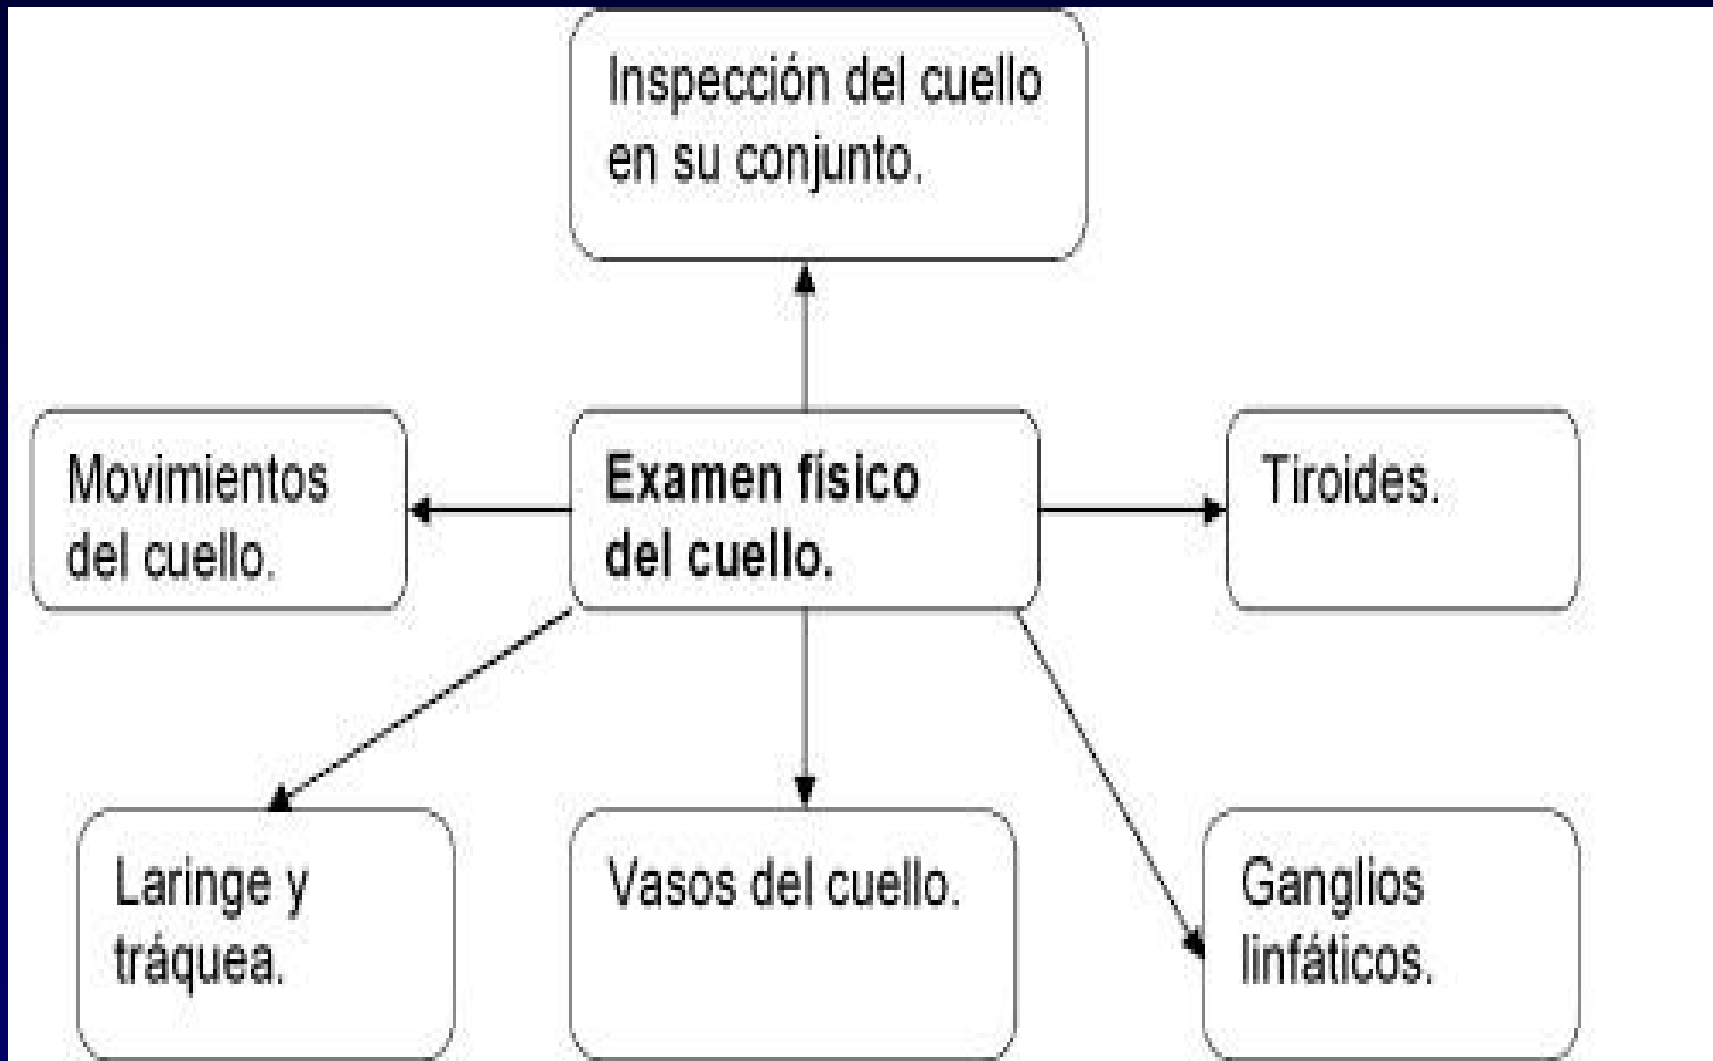 Inspección del cuello
en su conjunto.
Movimientos
del cuello.
Examen físico
del cuello.
Tiroides.
Laringe y
tráquea.
Vasos del cuello.
Ganglios
linfáticos.